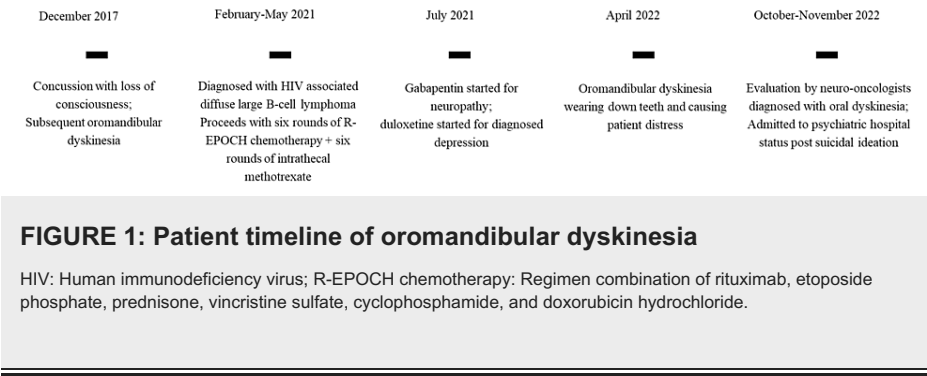 December 2017
Concussion with loss of
consciousness;
Subsequent oromandibular
dyskinesia
February-May 2021
Diagnosed with HIV associated
diffuse large B-cell lymphoma
Proceeds with six rounds of R-
EPOCH chemotherapy + six
rounds of intrathecal
methotrexate
July 2021
Gabapentin started for
neuropathy;
duloxetine started for diagnosed
depression
April 2022
Oromandibular dyskinesia
wearing down teeth and causing
patient distress
October-November 2022
Evaluation by neuro-oncologists
diagnosed with oral dyskinesia;
Admitted to psychiatric hospital
status post suicidal ideation
FIGURE 1: Patient timeline of oromandibular dyskinesia
HIV: Human immunodeficiency virus; R-EPOCH chemotherapy: Regimen combination of rituximab, etoposide
phosphate, prednisone, vincristine sulfate, cyclophosphamide, and doxorubicin hydrochloride.